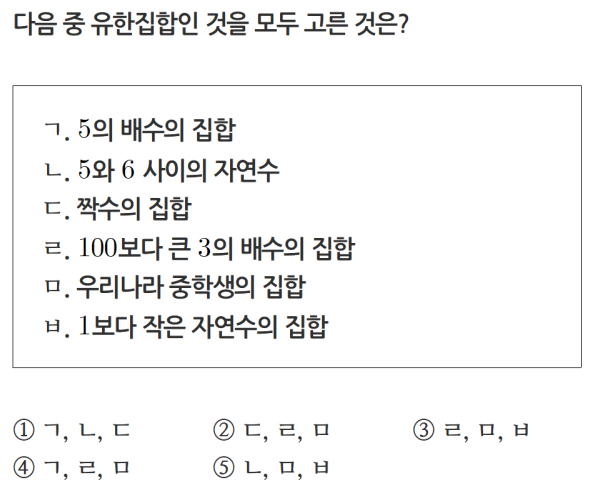 다음 중 유한집합인 것을 모두 고른 것은?
ㄱ. 5의 배수의 집합
ㄴ. 5와 6 사이의 자연수
ㄷ. 짝수의 집합
ㄹ. 100보다 큰 3의 배수의 집합
ㅁ. 우리나라 중학생의 집합
ㅂ. 1보다 작은 자연수의 집합
① ㄱ, ㄴ, ㄷ ② ㄷ, ㄹ, ㅁ ③ ㄹ, ㅁ, ㅂ
④ ㄱ, ㄹ, ㅁ ⑤ ㄴ, ㅁ, ㅂ